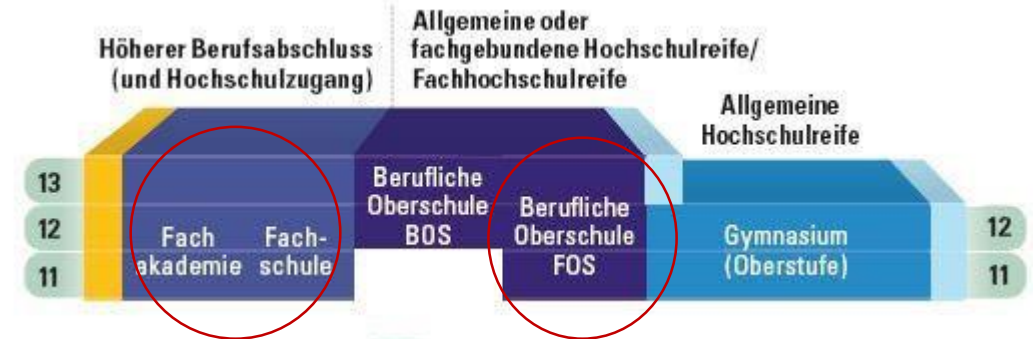 Höherer Berufsabschluss
(und Hochschulzugang)
Allgemeine oder
fachgebundene Hochschulreife/
Fachhochschulreife
Allgemeine
Hochschulreife
13
12
11
Fach
akademie
Fach-
schule
Berufliche
Oberschule
BOS
Berufliche
Oberschule
FOS
Gymnasium
(Oberstufe)
12
11